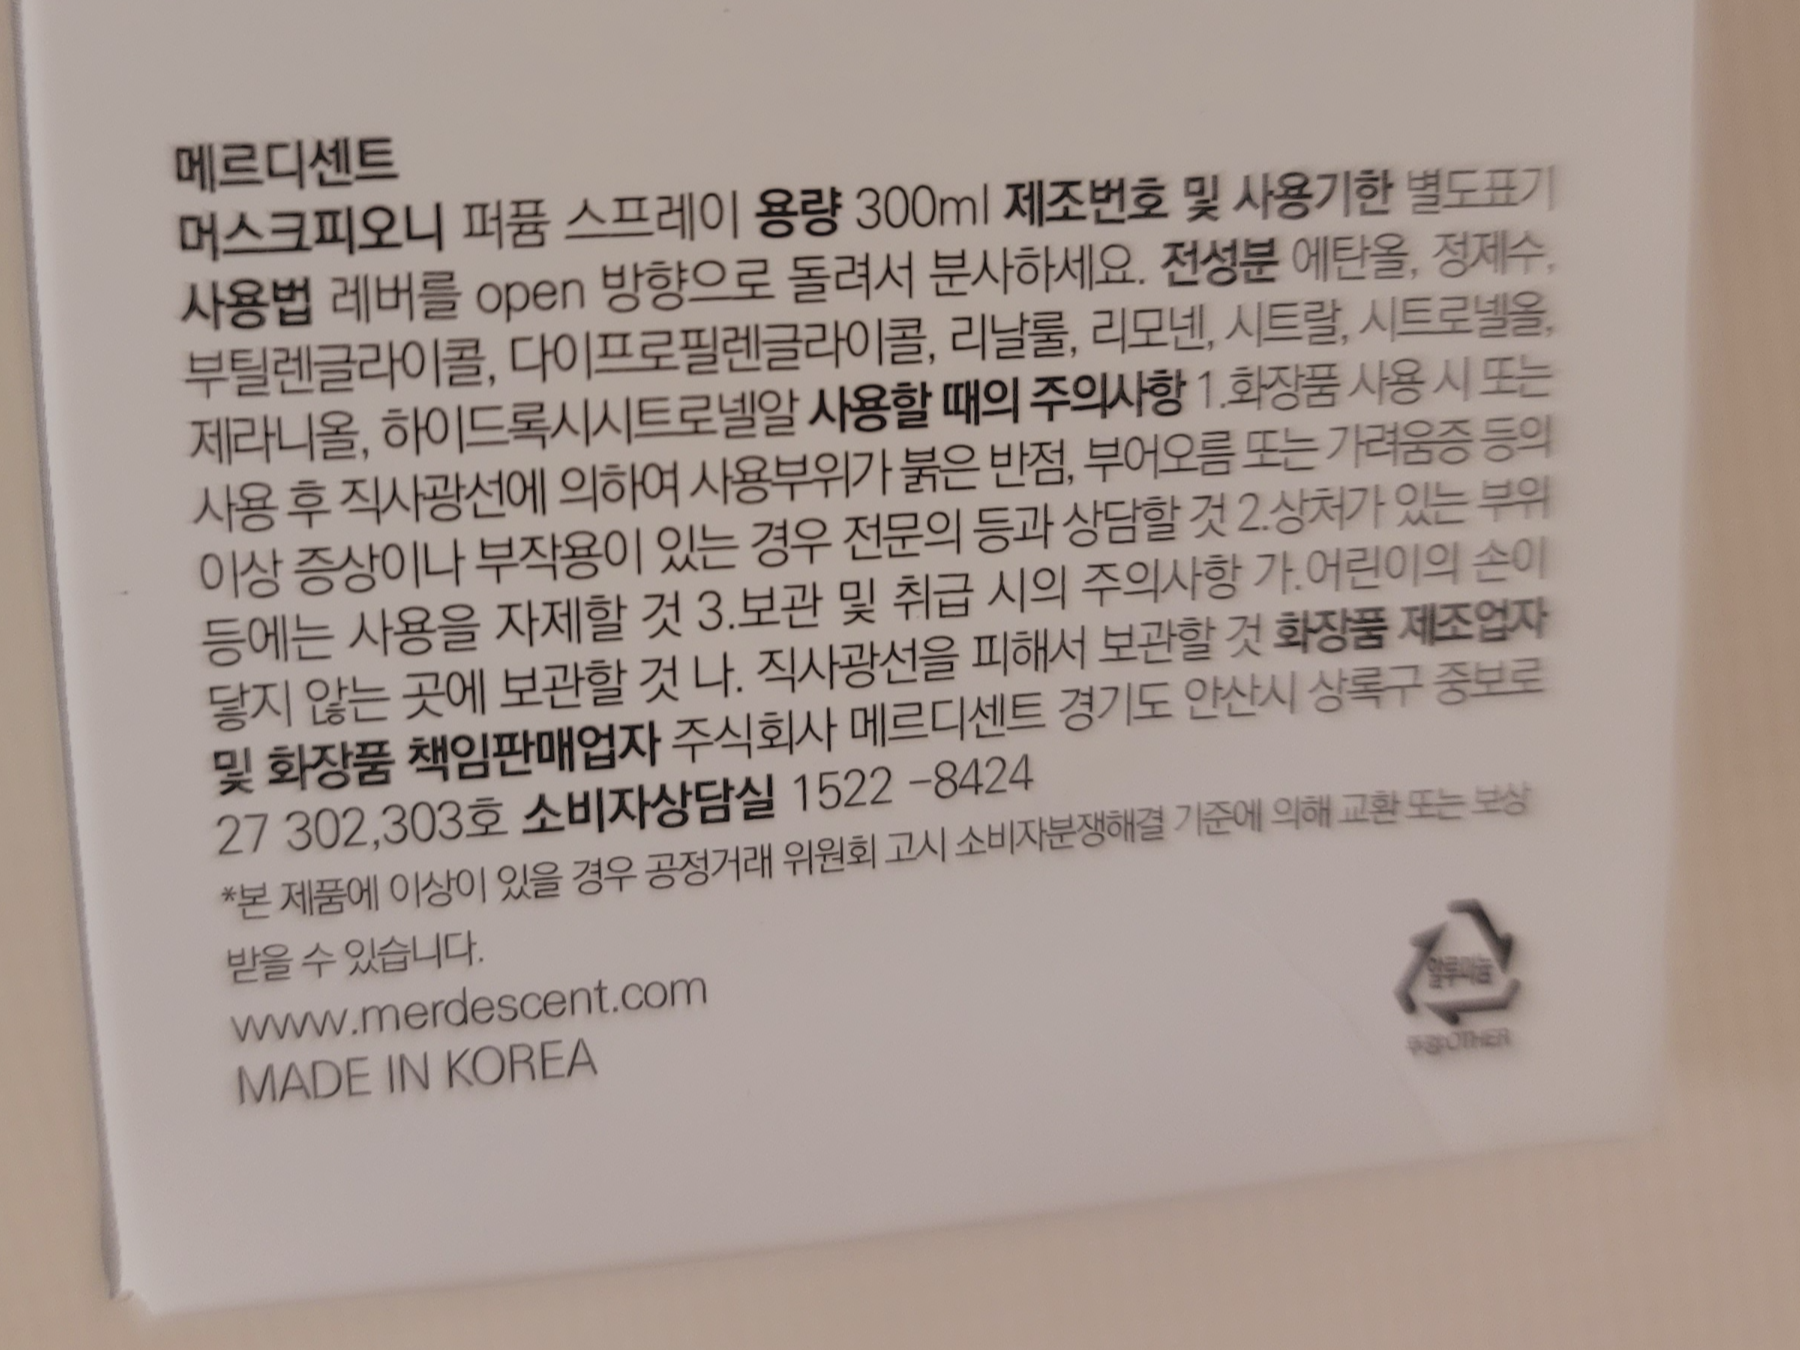 메르디센트
머스크피오니 퍼퓸 스프레이 용량 300ml 제조번호 및 사용기한 별도표기
사용법 레버를 open 방향으로 돌려서 분사하세요. 전성분 에탄올, 정제수,
부틸렌글라이콜, 다이프로필렌글라이콜, 리날룰, 리모넨, 시트랄, 시트로넬올,
제라니올, 하이드록시시트로넬알 사용할 때의 주의사항 1.화장품 사용 시 또는
사용 후 직사광선에 의하여 사용부위가 붉은 반점, 부어오름 또는 가려움증 등의
이상 증상이나 부작용이 있는 경우 전문의 등과 상담할 것 2.상처가 있는 부위
등에는 사용을 자제할 것 3.보관 및 취급 시의 주의사항 가.어린이의 손이
닿지 않는 곳에 보관할 것 나. 직사광선을 피해서 보관할 것 화장품 제조업자
및 화장품 책임판매업자 주식회사 메르디센트 경기도 안산시 상록구 중보로
27 302,303호 소비자상담실 1522 -8424
*본 제품에 이상이 있을 경우 공정거래 위원회 고시 소비자분쟁해결 기준에 의해 교환 또는 보상
받을 수 있습니다.
www.merdescent.com
MADE IN KOREA
알루미늄
뚜껑:OTHER